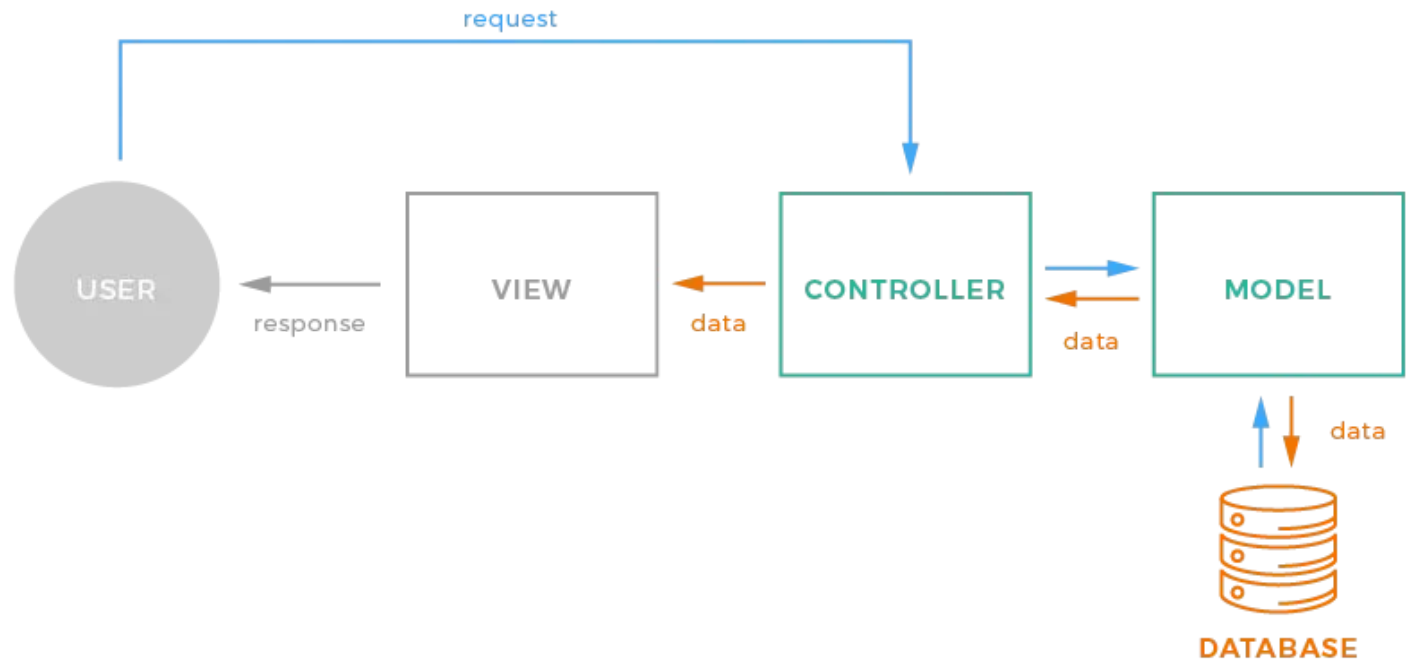 request
USER
VIEW
CONTROLLER
MODEL
response
data
data
data
DATABASE